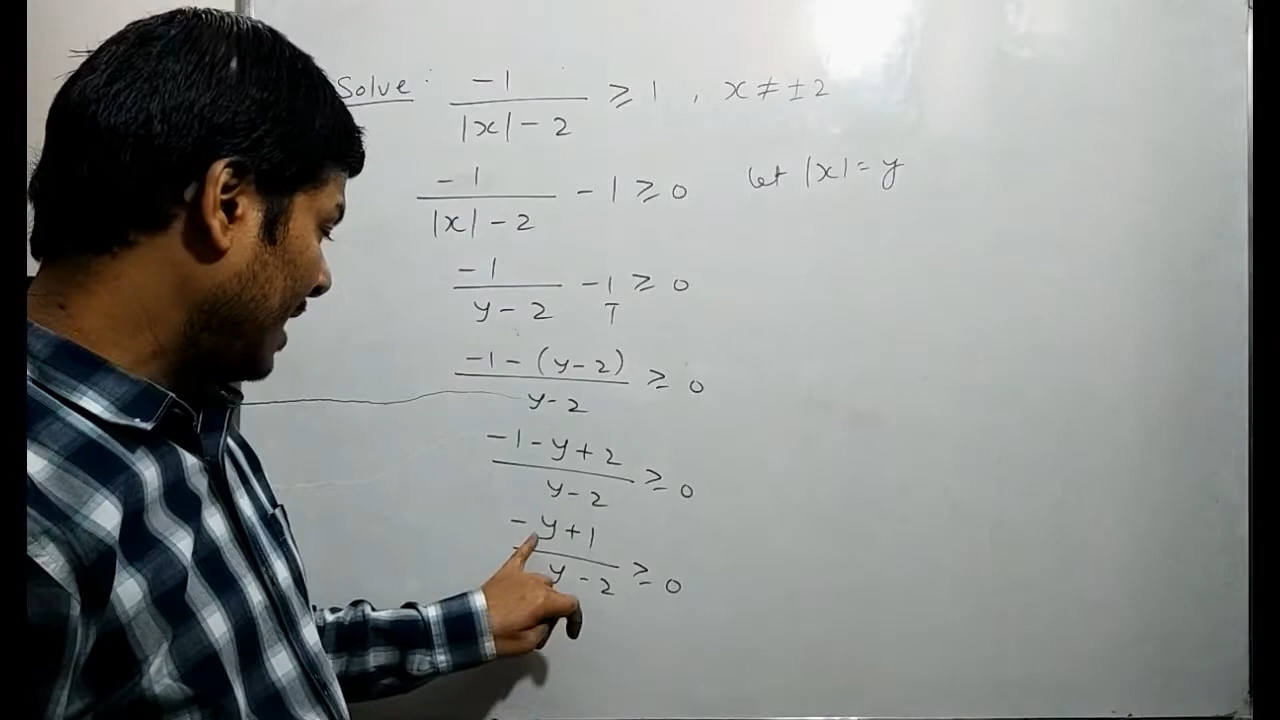 Solve: -1/(|x|-2) ≥ 1, x ≠ ±2
-1/(|x|-2) - 1 ≥ 0 let |x| = y
-1/(y-2) - 1/1 ≥ 0
(-1-(y-2))/(y-2) ≥ 0
(-1-y+2)/(y-2) ≥ 0
(-y+1)/(y-2) ≥ 0